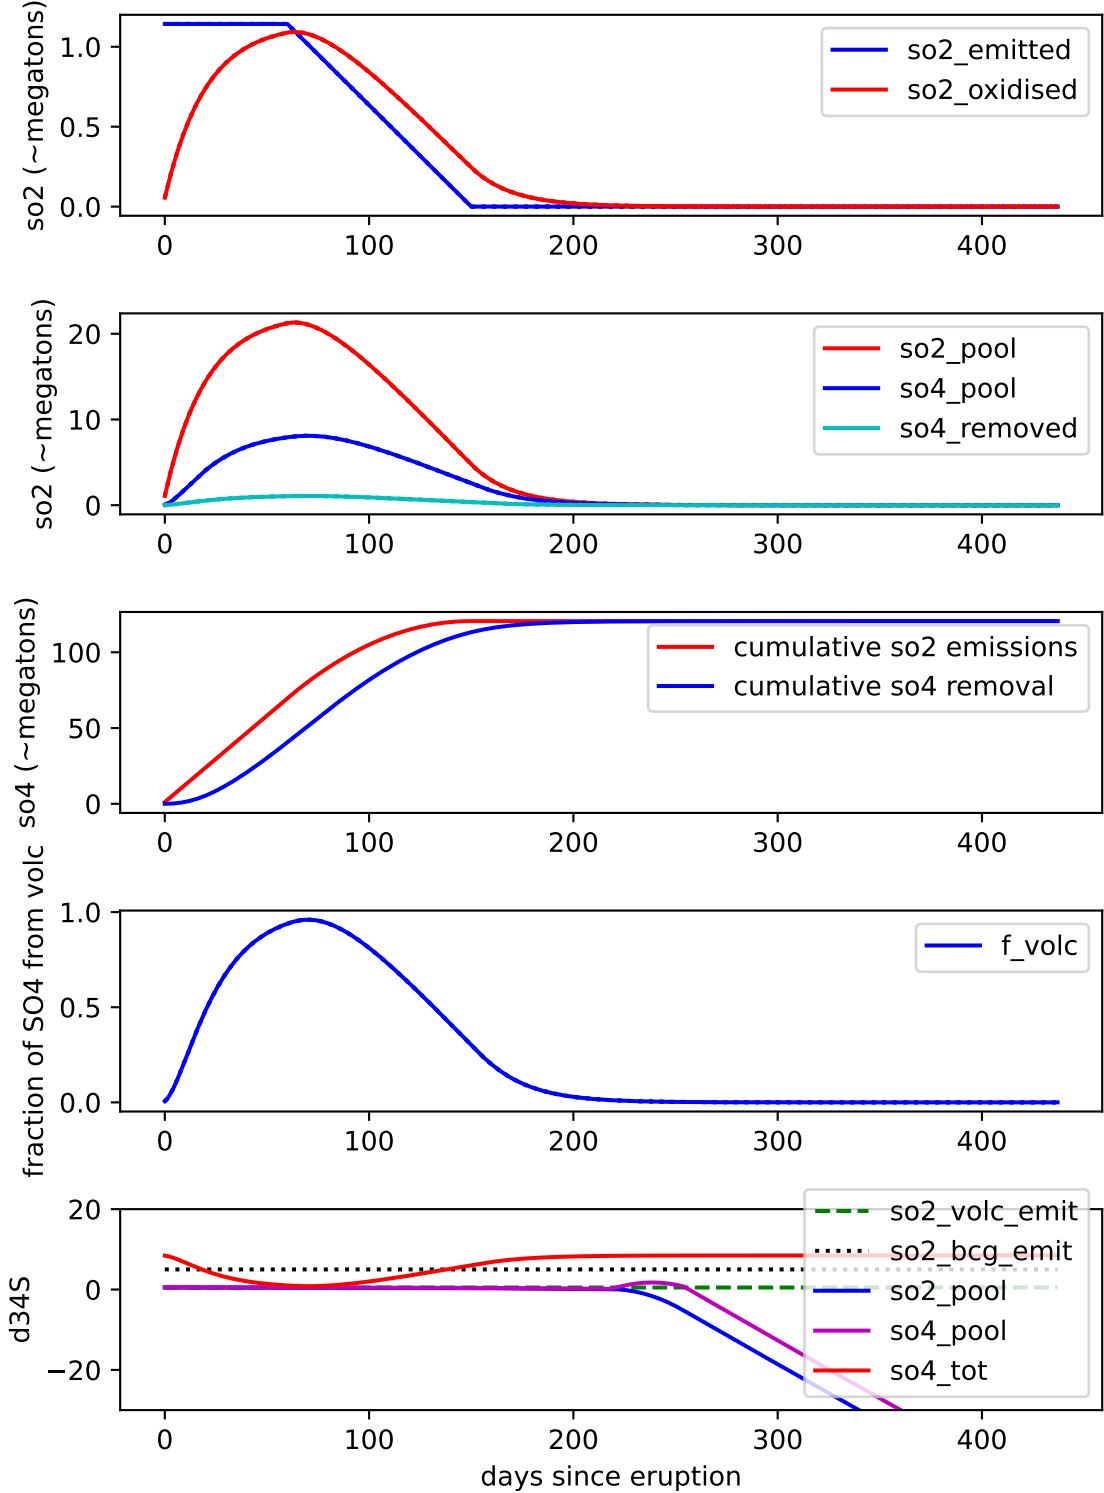 so2 (~megatons)
1.0
0.5
0.0
so2_emitted
so2_oxidised
0 100 200 300 400
so2 (~megatons)
20
10
0
so2_pool
so4_pool
so4_removed
0 100 200 300 400
so4 (~megatons)
100
50
0
cumulative so2 emissions
cumulative so4 removal
0 100 200 300 400
fraction of SO4 from volc
1.0
0.5
0.0
f_volc
0 100 200 300 400
d34S
20
0
−20
so2_volc_emit
so2_bcg_emit
so2_pool
so4_pool
so4_tot
0 100 200 300 400
days since eruption